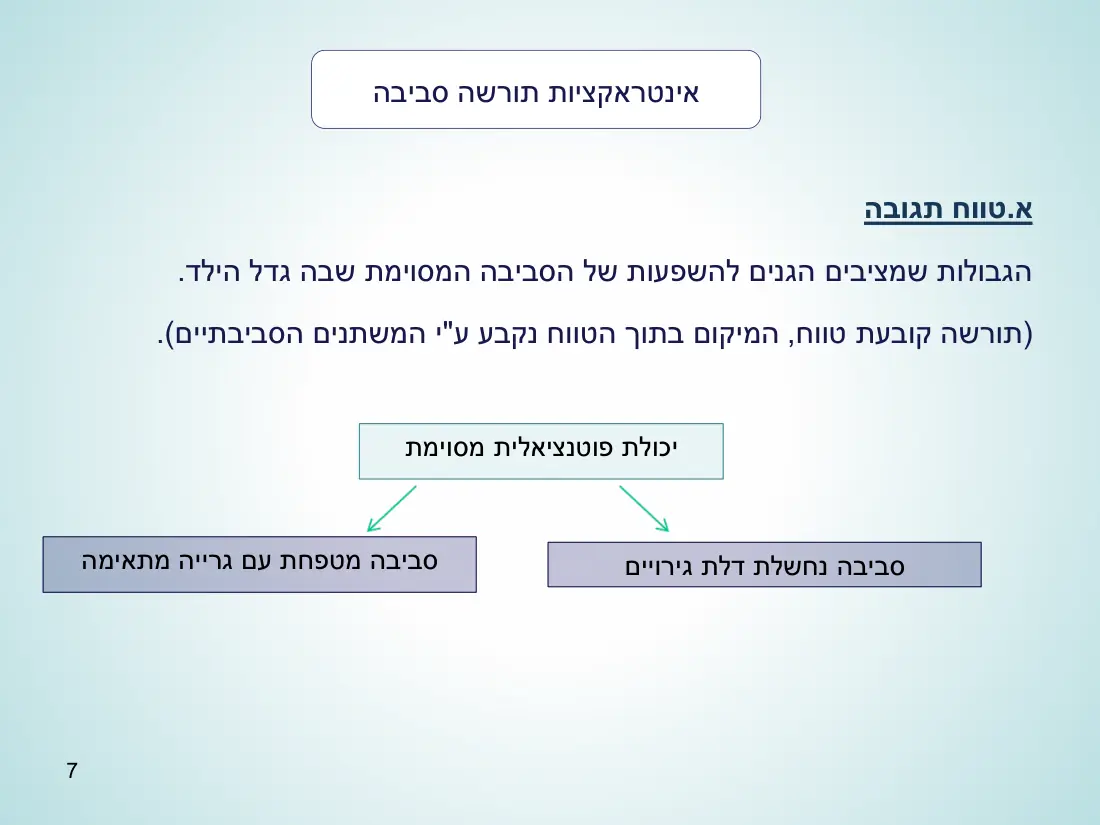 אינטראקציות תורשה סביבה
א.טווח תגובה
הגבולות שמציבים הגנים להשפעות של הסביבה המסוימת שבה גדל הילד.
(תורשה קובעת טווח, המיקום בתוך הטווח נקבע ע"י המשתנים הסביבתיים).
יכולת פוטנציאלית מסוימת
סביבה נחשלת דלת גירויים
סביבה מטפחת עם גרייה מתאימה
7